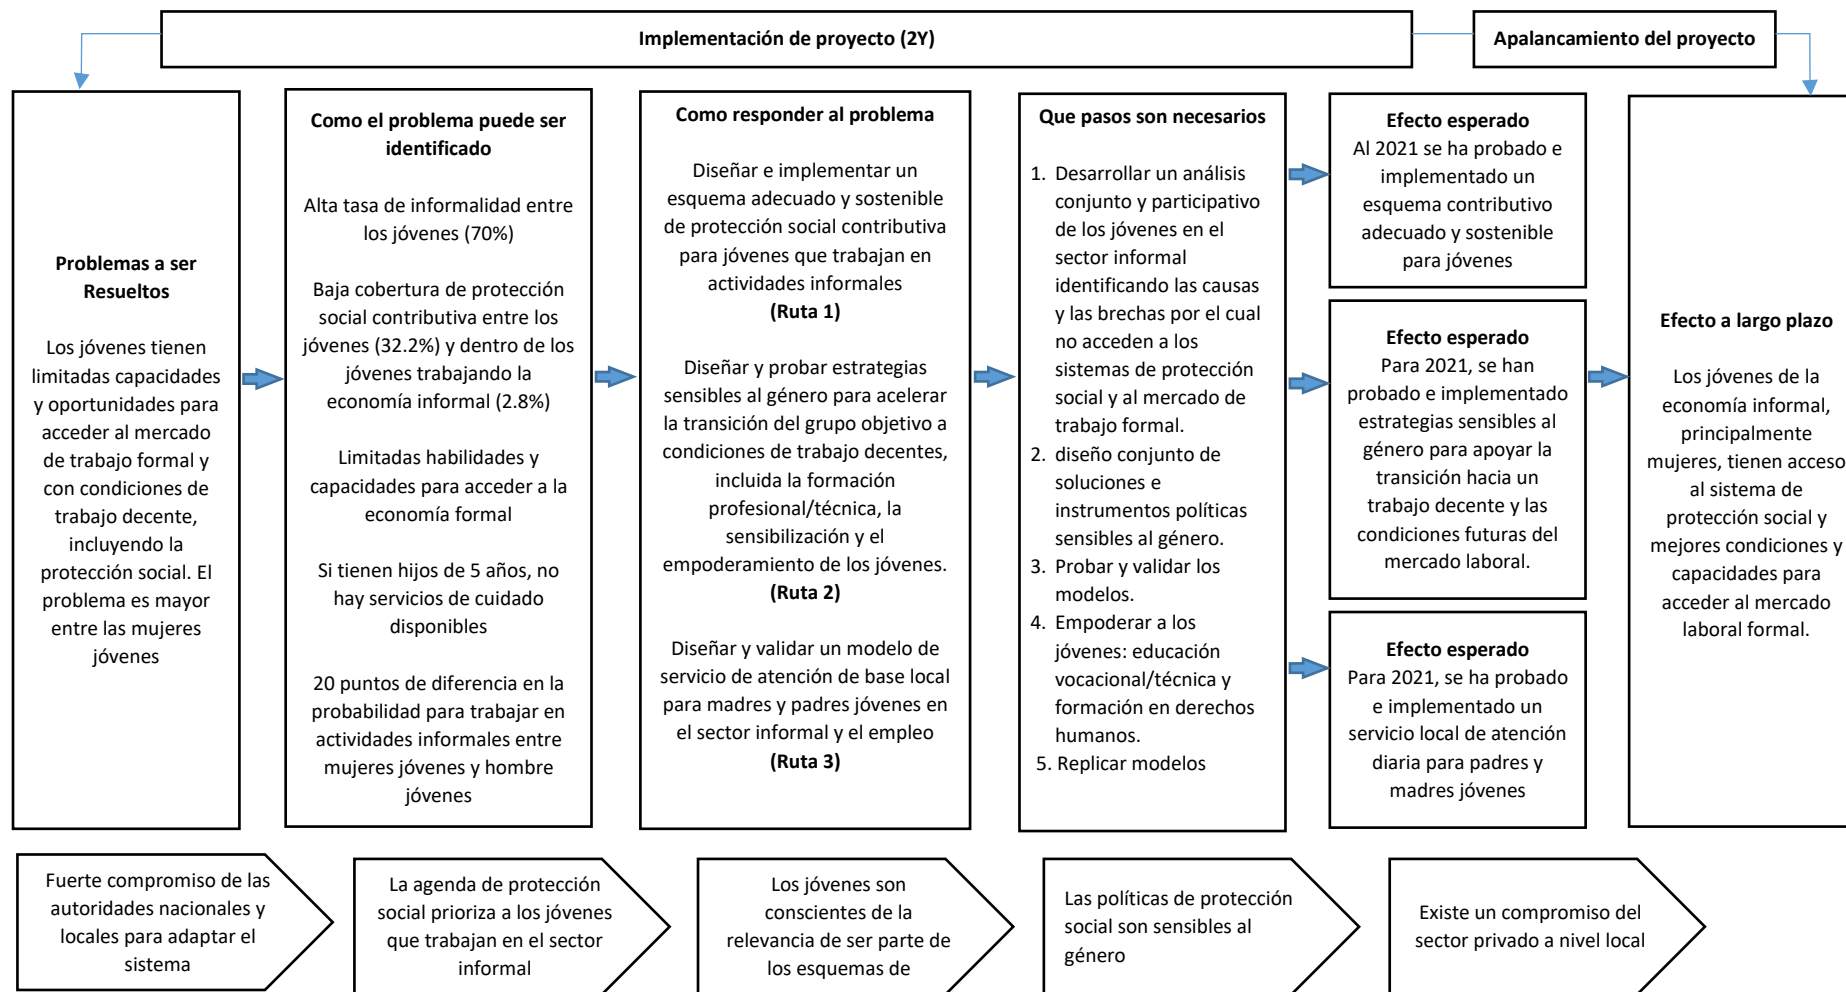 Implementación de proyecto (2Y)
Apalancamiento del proyecto
Problemas a ser
Resueltos
Los jóvenes tienen
limitadas capacidades
y oportunidades para
acceder al mercado
de trabajo formal y
con condiciones de
trabajo decente,
incluyendo la
protección social. El
problema es mayor
entre las mujeres
jóvenes
Como el problema puede ser
identificado
Alta tasa de informalidad entre
los jóvenes (70%)
Baja cobertura de protección
social contributiva entre los
jóvenes (32.2%) y dentro de los
jóvenes trabajando la
economía informal (2.8%)
Limitadas habilidades y
capacidades para acceder a la
economía formal
Si tienen hijos de 5 años, no
hay servicios de cuidado
disponibles
20 puntos de diferencia en la
probabilidad para trabajar en
actividades informales entre
mujeres jóvenes y hombre
jóvenes
Como responder al problema
Diseñar e implementar un
esquema adecuado y sostenible
de protección social contributiva
para jóvenes que trabajan en
actividades informales
(Ruta 1)
Diseñar y probar estrategias
sensibles al género para acelerar
la transición del grupo objetivo a
condiciones de trabajo decentes,
incluida la formación
profesional/técnica, la
sensibilización y el
empoderamiento de los jóvenes.
(Ruta 2)
Diseñar y validar un modelo de
servicio de atención de base local
para madres y padres jóvenes en
el sector informal y el empleo
(Ruta 3)
Que pasos son necesarios
1. Desarrollar un análisis
conjunto y participativo
de los jóvenes en el
sector informal
identificando las causas
y las brechas por el cual
no acceden a los
sistemas de protección
social y al mercado de
trabajo formal.
2. diseño conjunto de
soluciones e
instrumentos políticas
sensibles al género.
3. Probar y validar los
modelos.
4. Empoderar a los
jóvenes: educación
vocacional/técnica y
formación en derechos
humanos.
5. Replicar modelos
Efecto esperado
Al 2021 se ha probado e
implementado un
esquema contributivo
adecuado y sostenible
para jóvenes
Efecto esperado
Para 2021, se han
probado e implementado
estrategias sensibles al
género para apoyar la
transición hacia un
trabajo decente y las
condiciones futuras del
mercado laboral.
Efecto esperado
Para 2021, se ha probado
e implementado un
servicio local de atención
diaria para padres y
madres jóvenes
Efecto a largo plazo
Los jóvenes de la
economía informal,
principalmente
mujeres, tienen acceso
al sistema de
protección social y
mejores condiciones y
capacidades para
acceder al mercado
laboral formal.
Fuerte compromiso de las
autoridades nacionales y
locales para adaptar el
sistema
La agenda de protección
social prioriza a los jóvenes
que trabajan en el sector
informal
Los jóvenes son
conscientes de la
relevancia de ser parte de
los esquemas de
Las políticas de protección
social son sensibles al
género
Existe un compromiso del
sector privado a nivel local